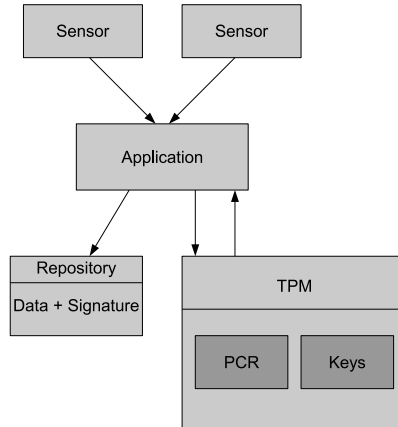 Sensor
Sensor
Application
Repository
Data + Signature
TPM
PCR
Keys